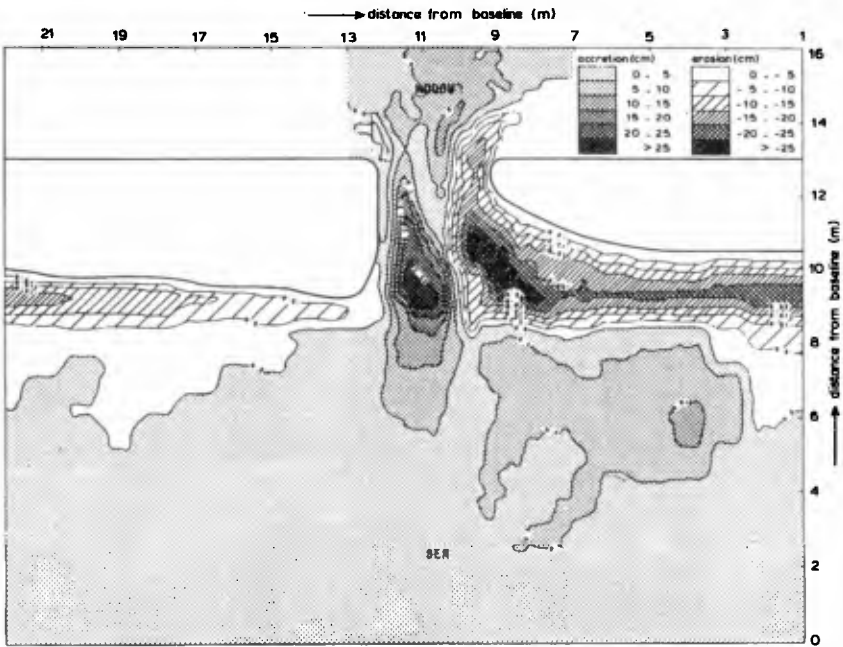 distance from baseline (m)
21 19 17 15 13 11 9 7 5 3 1
accretion (cm) erosion (cm)
0 .. 5 0 .. -5
5 .. 10 -5 .. -10
10 .. 15 -10 .. -15
15 .. 20 -15 .. -20
20 .. 25 -20 .. -25
> 25 > -25
16
14
12
10
8
6
4
2
0
distance from baseline (m)
LAGOON
SEA